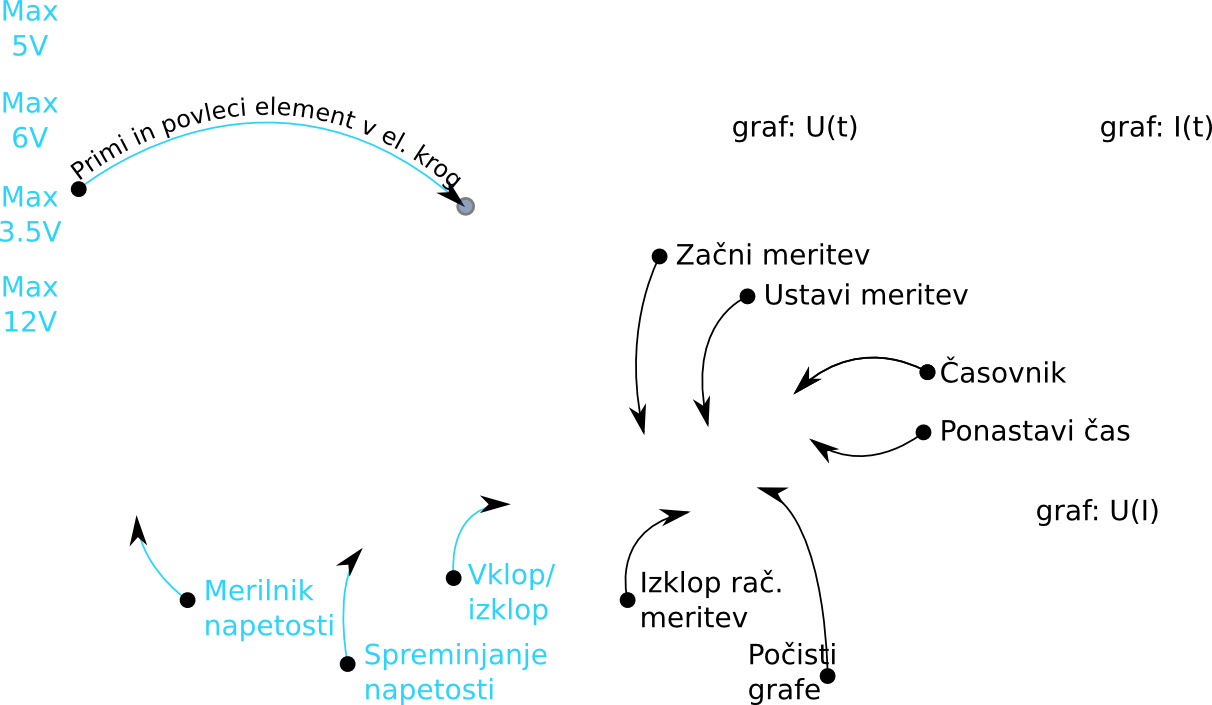 Max
5V
Max
6V
Primi in povleci element v el. krog
graf: U(t)
graf: I(t)
Max
3.5V
Max
12V
Začni meritev
Ustavi meritev
Časovnik
Ponastavi čas
graf: U(I)
Merilnik
napetosti
Spreminjanje
napetosti
Vklop/
izklop
Izklop rač.
meritev
Počisti
grafe